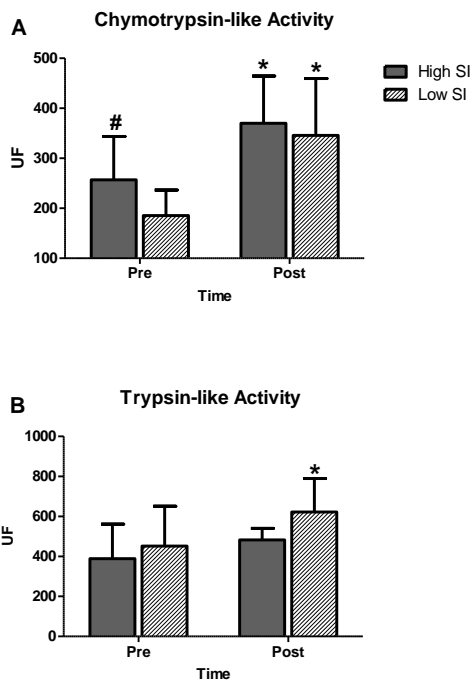 A
Chymotrypsin-like Activity
500
400
300
200
100
UF
#
*
*
High SI
Low SI
Pre
Post
Time
B
Trypsin-like Activity
1000
800
600
400
200
0
UF
*
Pre
Post
Time